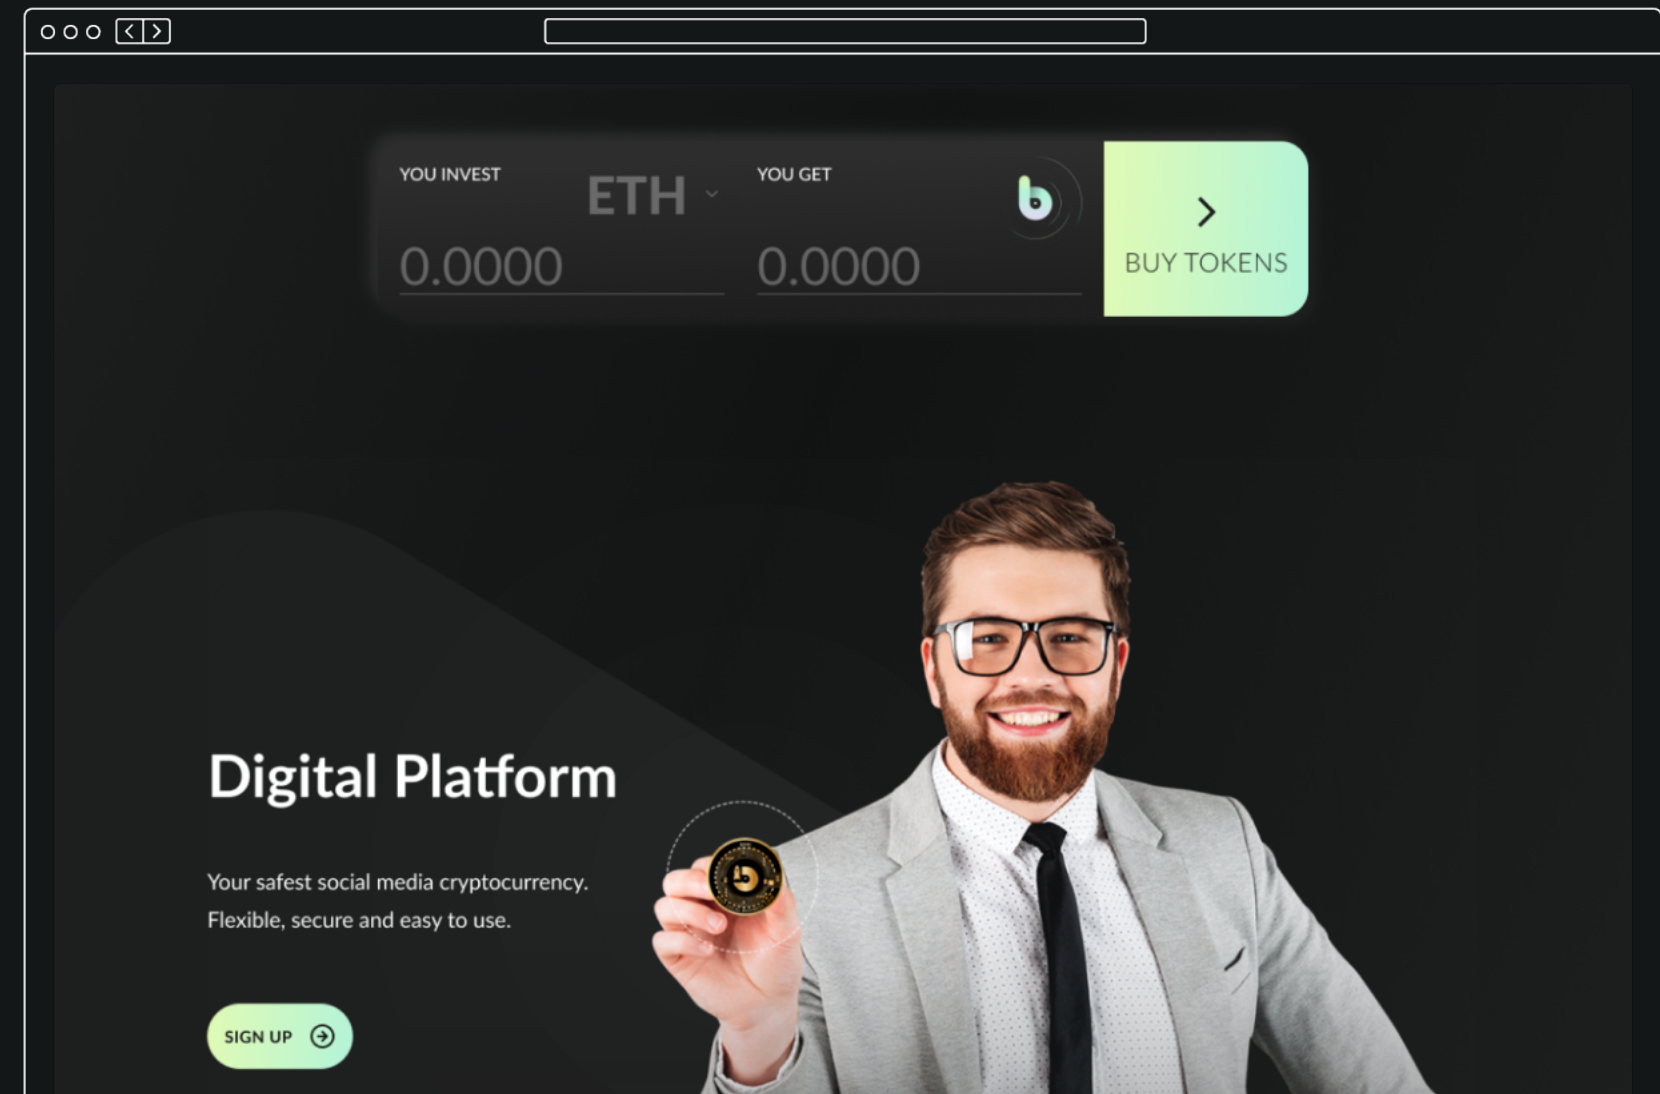 YOU INVEST
ETH
YOU GET
b
0.0000
0.0000
BUY TOKENS
Digital Platform
Your safest social media cryptocurrency.
Flexible, secure and easy to use.
b
SIGN UP